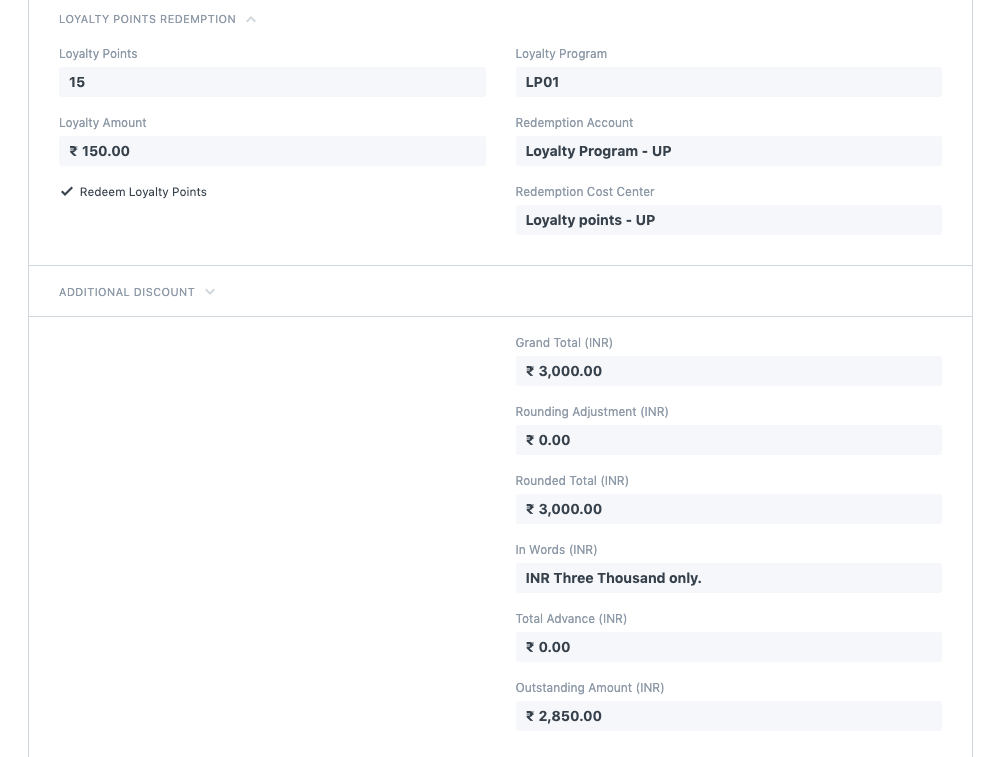 LOYALTY POINTS REDEMPTION
Loyalty Points
15
Loyalty Amount
₹ 150.00
Redeem Loyalty Points
Loyalty Program
LP01
Redemption Account
Loyalty Program - UP
Redemption Cost Center
Loyalty points - UP
ADDITIONAL DISCOUNT
Grand Total (INR)
₹ 3,000.00
Rounding Adjustment (INR)
₹ 0.00
Rounded Total (INR)
₹ 3,000.00
In Words (INR)
INR Three Thousand only.
Total Advance (INR)
₹ 0.00
Outstanding Amount (INR)
₹ 2,850.00